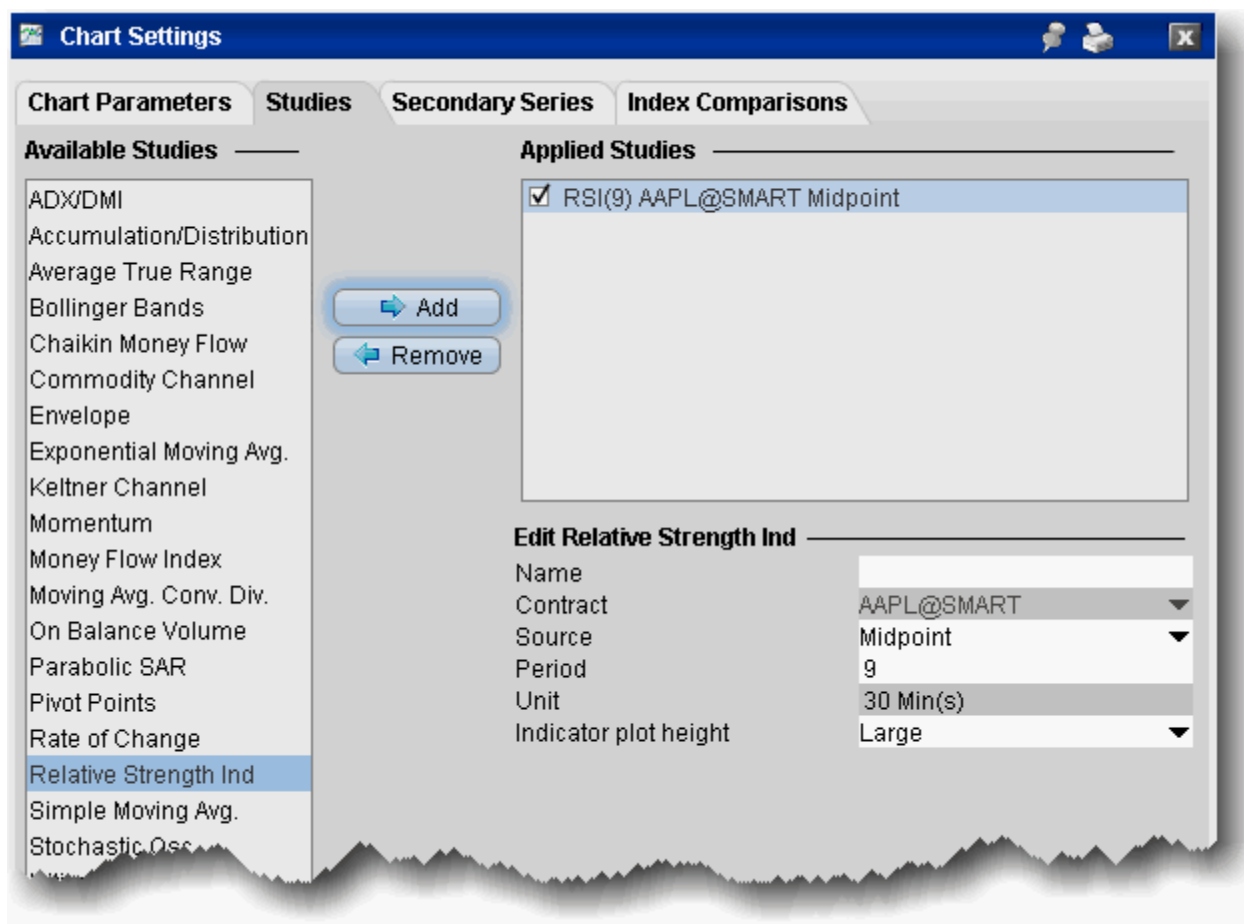 Chart Settings
Chart Parameters Studies Secondary Series Index Comparisons
Available Studies
ADX/DMI
Accumulation/Distribution
Average True Range
Bollinger Bands
Chaikin Money Flow
Commodity Channel
Envelope
Exponential Moving Avg.
Keltner Channel
Momentum
Money Flow Index
Moving Avg. Conv. Div.
On Balance Volume
Parabolic SAR
Pivot Points
Rate of Change
Relative Strength Ind
Simple Moving Avg.
Stochastic Osc
Add
Remove
Applied Studies
RSI(9) AAPL@SMART Midpoint
Edit Relative Strength Ind
Name
Contract AAPL@SMART
Source Midpoint
Period 9
Unit 30 Min(s)
Indicator plot height Large